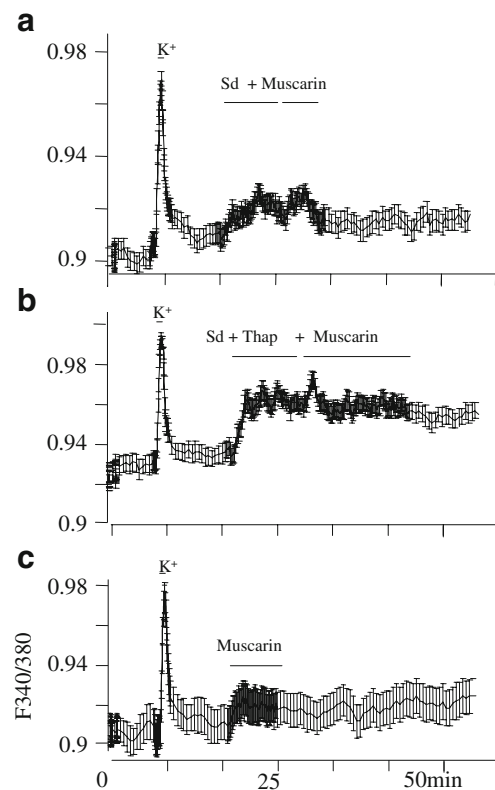 a
K+
0.98
Sd + Muscarin
0.94
0.9
b
K+
Sd + Thap + Muscarin
0.98
0.94
0.9
c
K+
0.98
Muscarin
0.94
0.9
F340/380
0 25 50min